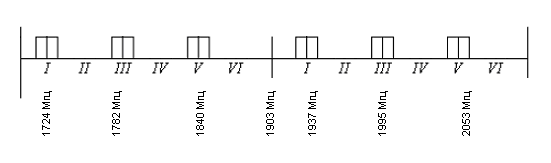 I II III IV V VI I II III IV V VI
1724 Мгц
1782 Мгц
1840 Мгц
1903 Мгц
1937 Мгц
1995 Мгц
2053 Мгц